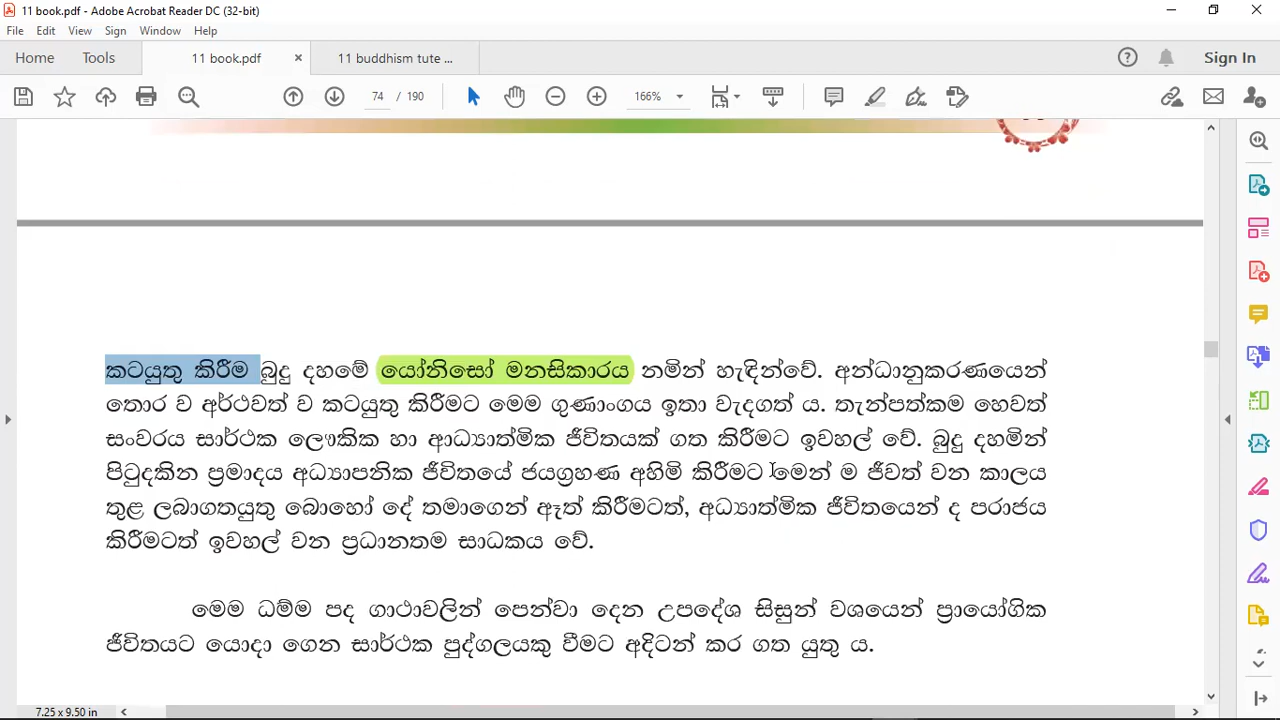 11 book.pdf - Adobe Acrobat Reader DC (32-bit)
File Edit View Sign Window Help
Home Tools 11 book.pdf × 11 buddhism tute ... Sign In
74 / 190 166%
කටයුතු කිරීම බුදු දහමේ යෝනිසෝ මනසිකාරය නමින් හැඳින්වේ. අන්ධානුකරණයෙන්
තොර ව අර්ථවත් ව කටයුතු කිරීමට මෙම ගුණාංගය ඉතා වැදගත් ය. තැන්පත්කම හෙවත්
සංවරය සාර්ථක ලෞකික හා ආධ්‍යාත්මික ජීවිතයක් ගත කිරීමට ඉවහල් වේ. බුදු දහමින්
පිටුදකින ප්‍රමාදය අධ්‍යාපනික ජීවිතයේ ජයග්‍රහණ අහිමි කිරීමට මෙන් ම ජීවත් වන කාලය
තුළ ලබාගතයුතු බොහෝ දේ තමාගෙන් ඈත් කිරීමටත්, අධ්‍යාත්මික ජීවිතයෙන් ද පරාජය
කිරීමටත් ඉවහල් වන ප්‍රධානතම සාධකය වේ.
මෙම ධම්ම පද ගාථාවලින් පෙන්වා දෙන උපදේශ සිසුන් වශයෙන් ප්‍රායෝගික
ජීවිතයට යොදා ගෙන සාර්ථක පුද්ගලයකු වීමට අදිටන් කර ගත යුතු ය.
7.25 x 9.50 in